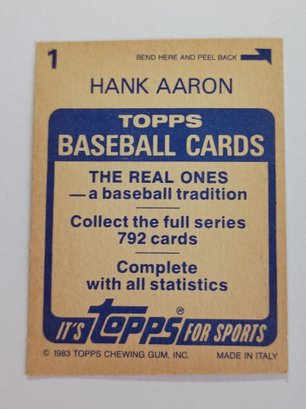 1
BEND HERE AND PEEL BACK
HANK AARON
TOPPS
BASEBALL CARDS
THE REAL ONES
—a baseball tradition
Collect the full series
792 cards
Complete
with all statistics
IT'S topps® FOR SPORTS
© 1983 TOPPS CHEWING GUM, INC. MADE IN ITALY